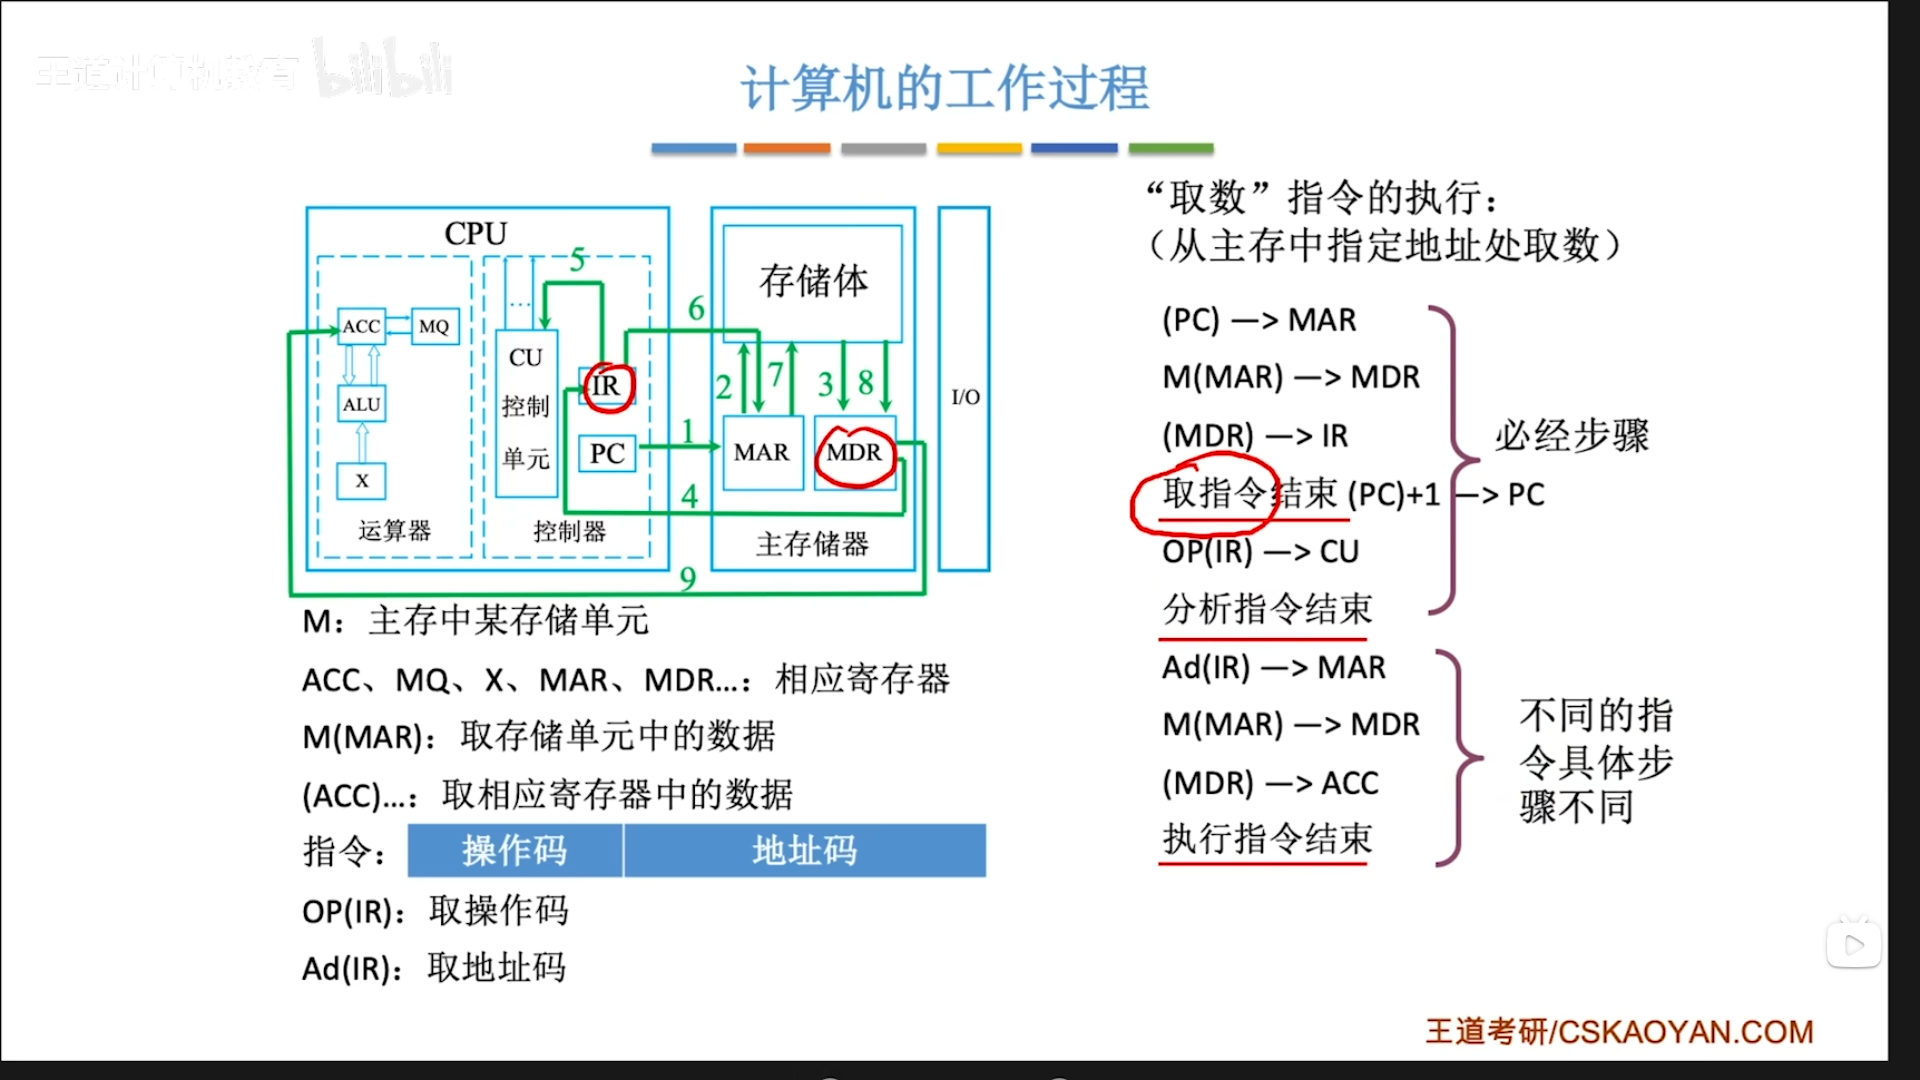 王道计算机教育 bilibili
计算机的工作过程
CPU
ACC
MQ
ALU
X
运算器
...
CU
控制
单元
IR
PC
控制器
存储体
MAR
MDR
主存储器
I/O
1
2
3
4
5
6
7
8
9
M：主存中某存储单元
ACC、MQ、X、MAR、MDR...：相应寄存器
M(MAR)：取存储单元中的数据
(ACC)...：取相应寄存器中的数据
指令： 操作码 地址码
OP(IR)：取操作码
Ad(IR)：取地址码
“取数”指令的执行：
（从主存中指定地址处取数）
(PC) —> MAR
M(MAR) —> MDR
(MDR) —> IR
取指令结束 (PC)+1 —> PC
OP(IR) —> CU
分析指令结束
必经步骤
Ad(IR) —> MAR
M(MAR) —> MDR
(MDR) —> ACC
执行指令结束
不同的指
令具体步
骤不同
王道考研/CSKAOYAN.COM